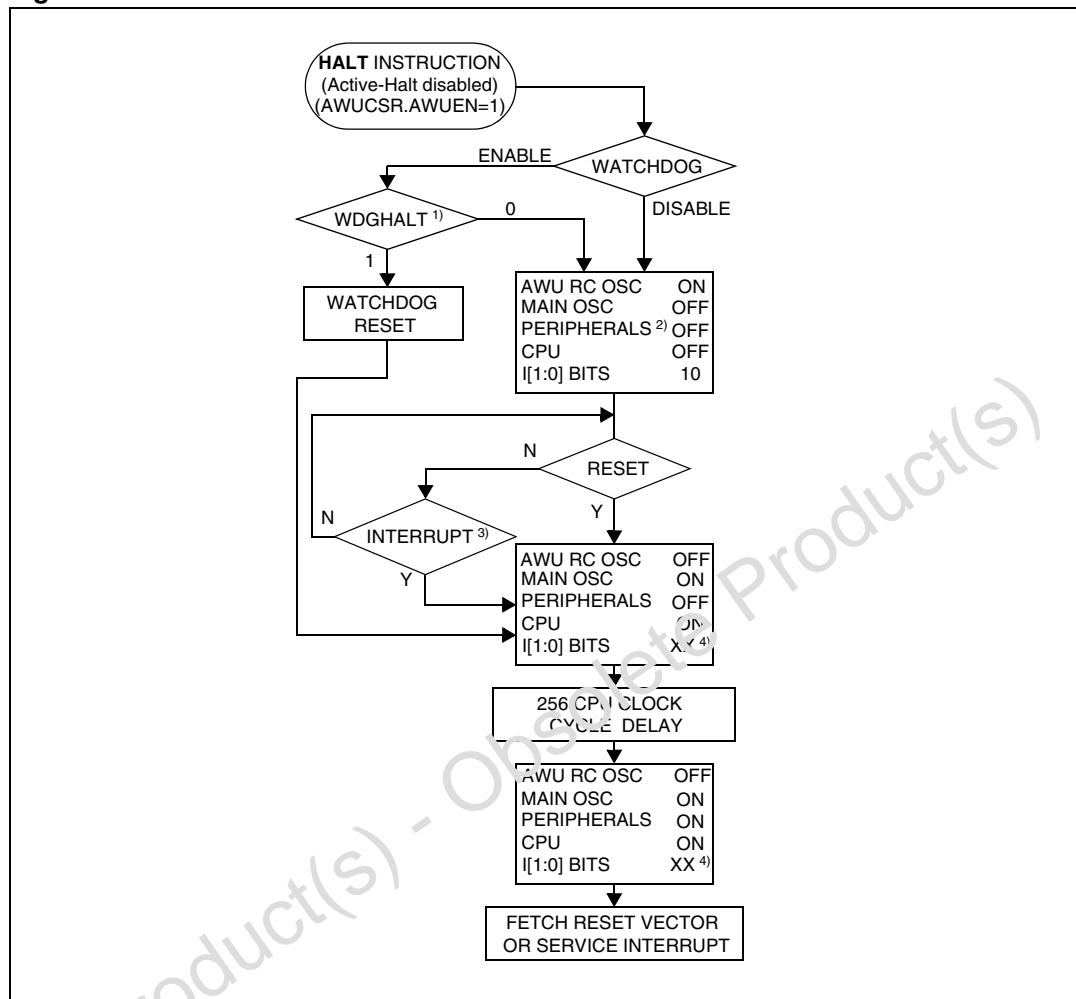 HALT INSTRUCTION
(Active-Halt disabled)
(AWUCSR.AWUEN=1)
ENABLE
WATCHDOG
WDGHALT 1)
0
DISABLE
1
WATCHDOG
RESET
AWU RC OSC ON
MAIN OSC OFF
PERIPHERALS 2) OFF
CPU OFF
I[1:0] BITS 10
N
RESET
Y
N
INTERRUPT 3)
Y
AWU RC OSC OFF
MAIN OSC ON
PERIPHERALS OFF
CPU ON
I[1:0] BITS XX 4)
256 CPU CLOCK
CYCLE DELAY
AWU RC OSC OFF
MAIN OSC ON
PERIPHERALS ON
CPU ON
I[1:0] BITS XX 4)
FETCH RESET VECTOR
OR SERVICE INTERRUPT
Product(s) - Obsolete Product(s)